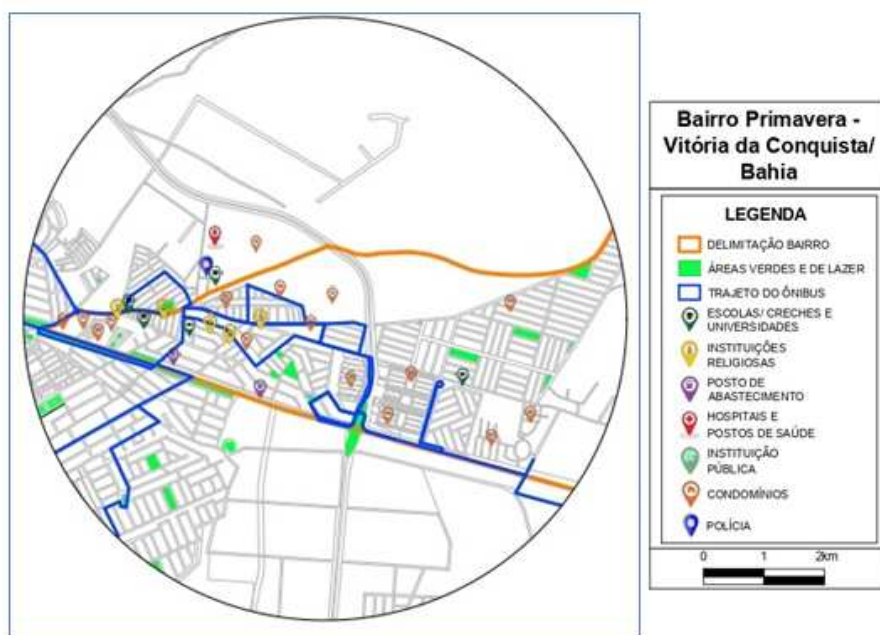 Bairro Primavera -
Vitória da Conquista/
Bahia
LEGENDA
DELIMITAÇÃO BAIRRO
ÁREAS VERDES E DE LAZER
TRAJETO DO ÔNIBUS
ESCOLAS/ CRECHES E
UNIVERSIDADES
INSTITUIÇÕES
RELIGIOSAS
POSTO DE
ABASTECIMENTO
HOSPITAIS E
POSTOS DE SAÚDE
INSTITUIÇÃO
PÚBLICA
CONDOMÍNIOS
POLÍCIA
0 1 2km